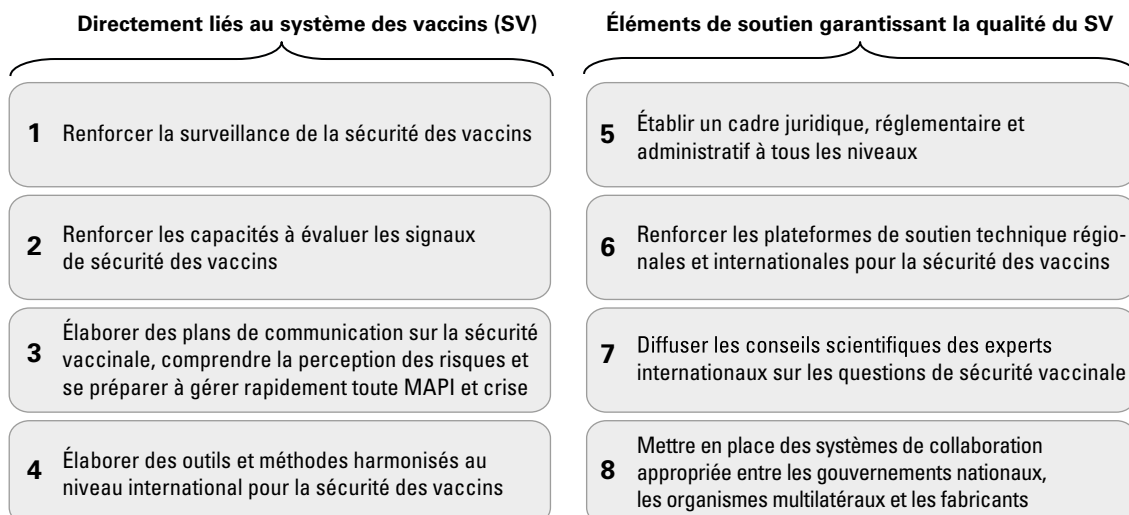 Directement liés au système des vaccins (SV)
1 Renforcer la surveillance de la sécurité des vaccins
2 Renforcer les capacités à évaluer les signaux
de sécurité des vaccins
3 Élaborer des plans de communication sur la sécurité
vaccinale, comprendre la perception des risques et
se préparer à gérer rapidement toute MAPI et crise
4 Élaborer des outils et méthodes harmonisés au
niveau international pour la sécurité des vaccins
Éléments de soutien garantissant la qualité du SV
5 Établir un cadre juridique, réglementaire et
administratif à tous les niveaux
6 Renforcer les plateformes de soutien technique régio-
nales et internationales pour la sécurité des vaccins
7 Diffuser les conseils scientifiques des experts
internationaux sur les questions de sécurité vaccinale
8 Mettre en place des systèmes de collaboration
appropriée entre les gouvernements nationaux,
les organismes multilatéraux et les fabricants